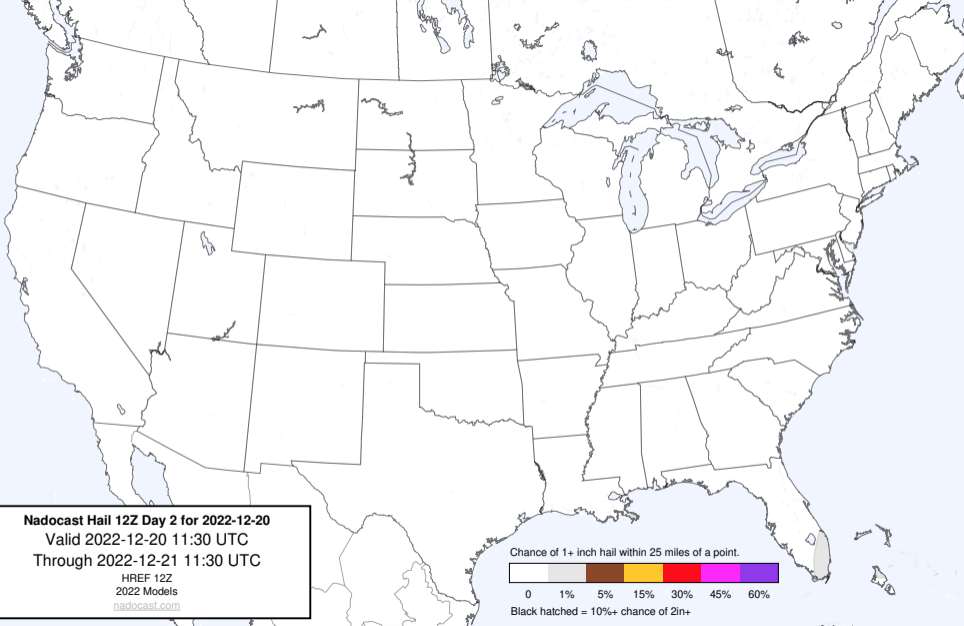 Nadocast Hail 12Z Day 2 for 2022-12-20
Valid 2022-12-20 11:30 UTC
Through 2022-12-21 11:30 UTC
HREF 12Z
2022 Models
nadocast.com
Chance of 1+ inch hail within 25 miles of a point.
0 1% 5% 15% 30% 45% 60%
Black hatched = 10%+ chance of 2in+